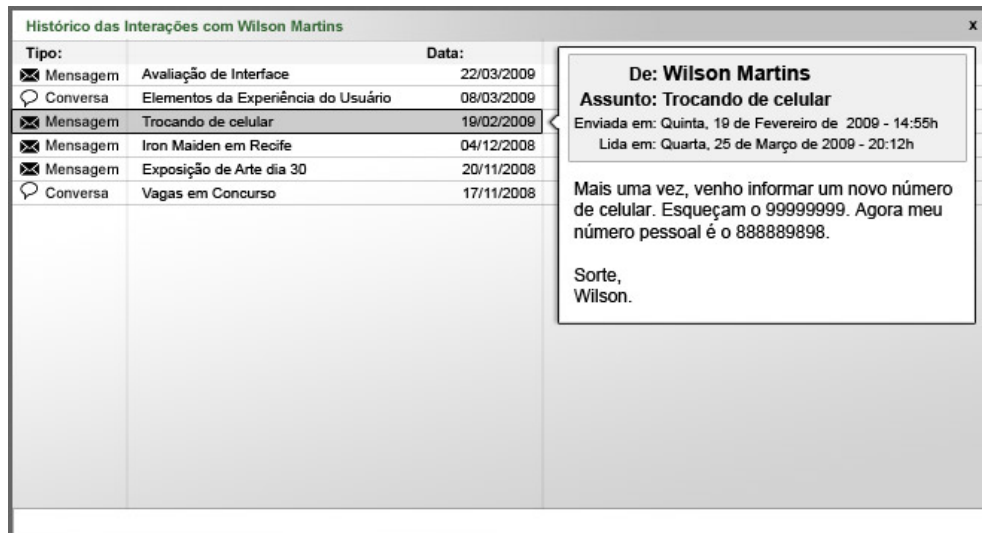 Histórico das Interações com Wilson Martins x
Tipo: Data:
Mensagem Avaliação de Interface 22/03/2009
Conversa Elementos da Experiência do Usuário 08/03/2009
Mensagem Trocando de celular 19/02/2009
Mensagem Iron Maiden em Recife 04/12/2008
Mensagem Exposição de Arte dia 30 20/11/2008
Conversa Vagas em Concurso 17/11/2008
De: Wilson Martins
Assunto: Trocando de celular
Enviada em: Quinta, 19 de Fevereiro de 2009 - 14:55h
Lida em: Quarta, 25 de Março de 2009 - 20:12h
Mais uma vez, venho informar um novo número
de celular. Esqueçam o 99999999. Agora meu
número pessoal é o 888889898.
Sorte,
Wilson.